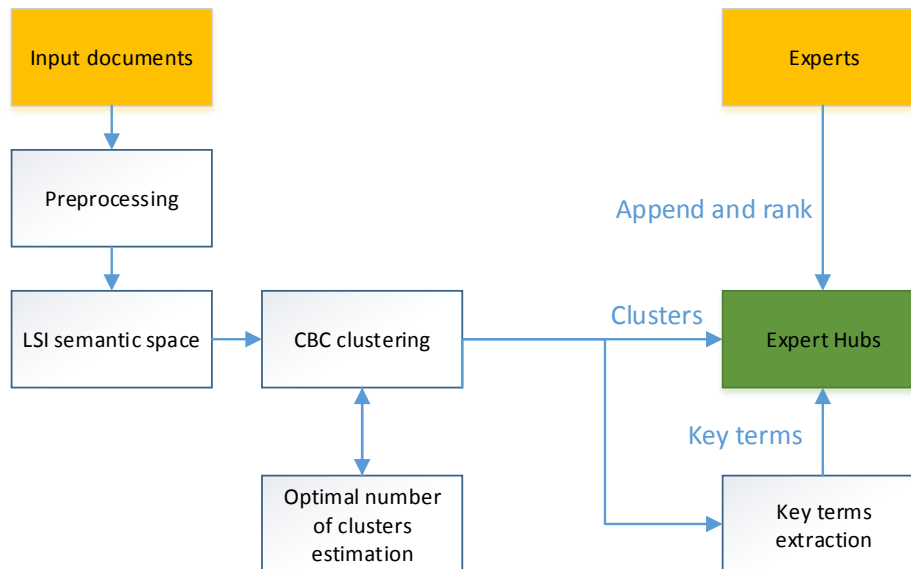 Input documents
Experts
Preprocessing
Append and rank
LSI semantic space
CBC clustering
Clusters
Expert Hubs
Key terms
Optimal number
of clusters
estimation
Key terms
extraction